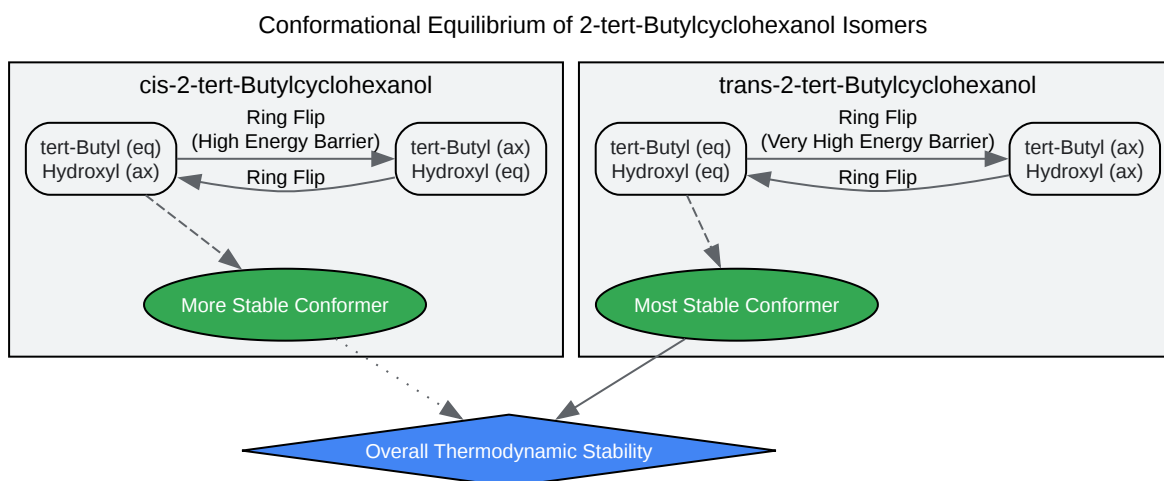 Conformational Equilibrium of 2-tert-Butylcyclohexanol Isomers
cis-2-tert-Butylcyclohexanol
tert-Butyl (eq)
Hydroxyl (ax)
Ring Flip
(High Energy Barrier)
Ring Flip
tert-Butyl (ax)
Hydroxyl (eq)
More Stable Conformer
trans-2-tert-Butylcyclohexanol
tert-Butyl (eq)
Hydroxyl (eq)
Ring Flip
(Very High Energy Barrier)
Ring Flip
tert-Butyl (ax)
Hydroxyl (ax)
Most Stable Conformer
Overall Thermodynamic Stability